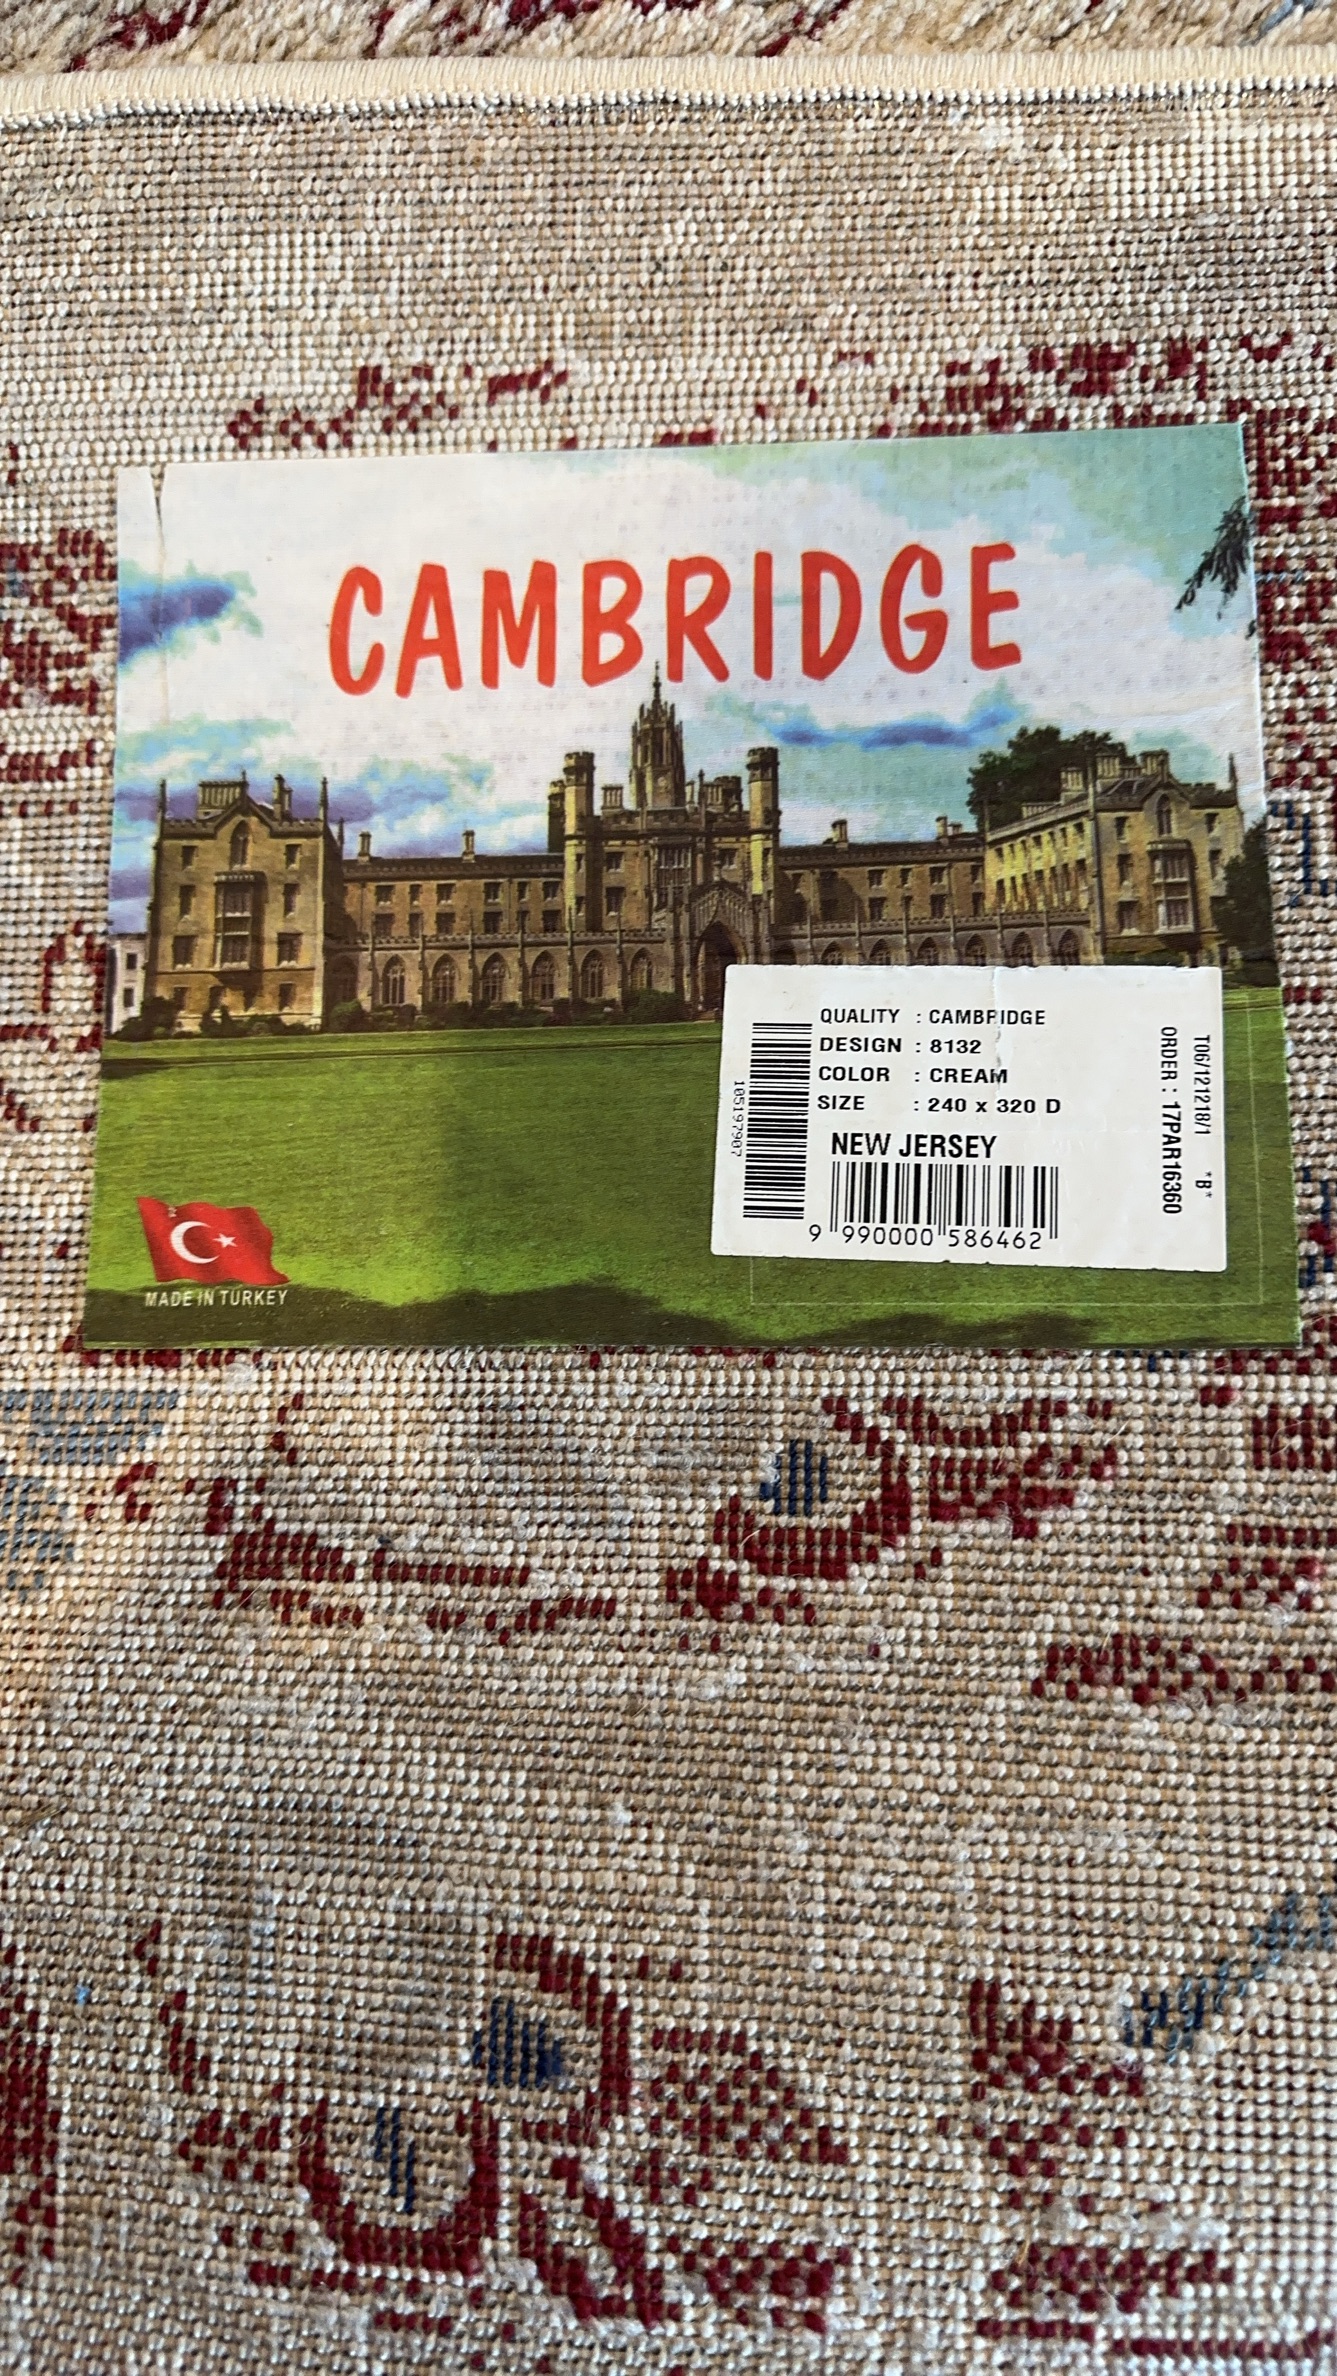 CAMBRIDGE
QUALITY : CAMBRIDGE
DESIGN : 8132
COLOR : CREAM
SIZE : 240 x 320 D
NEW JERSEY
9 990000 586462
105197907
ORDER : 17PAR16360
T06/121218/1 *B*
MADE IN TURKEY